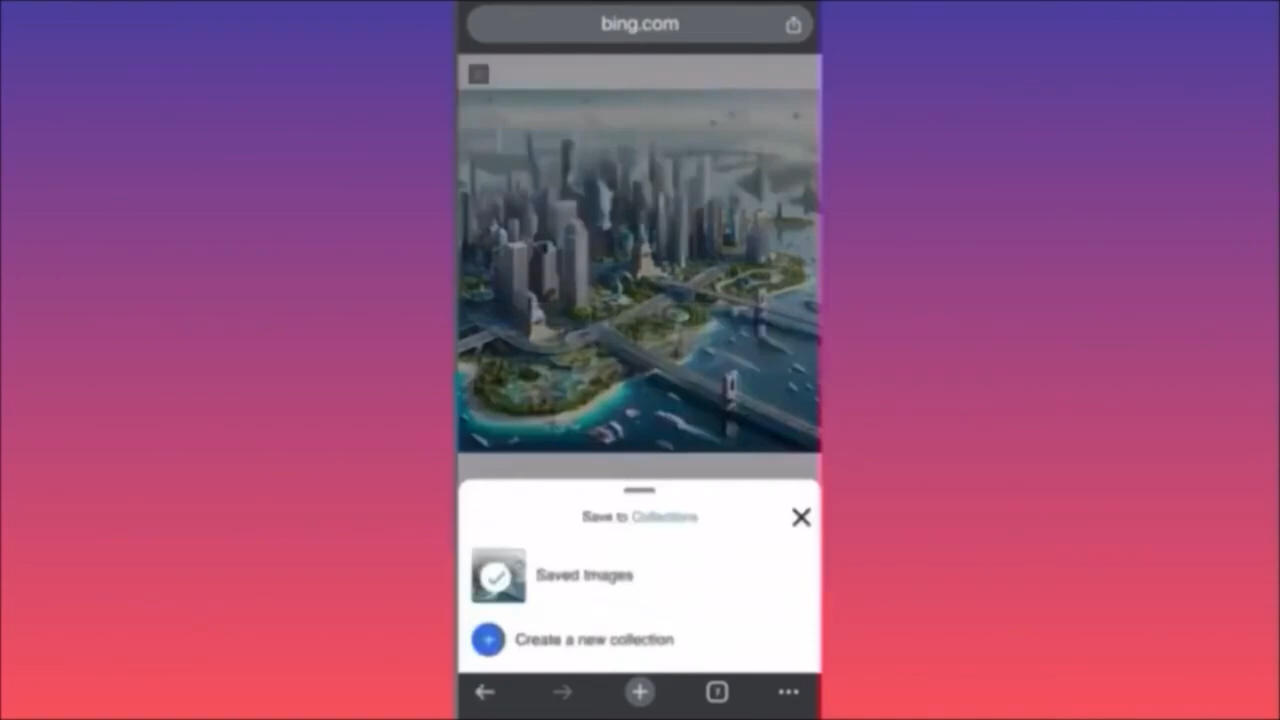 bing.com
Save to Collections
Saved Images
Create a new collection